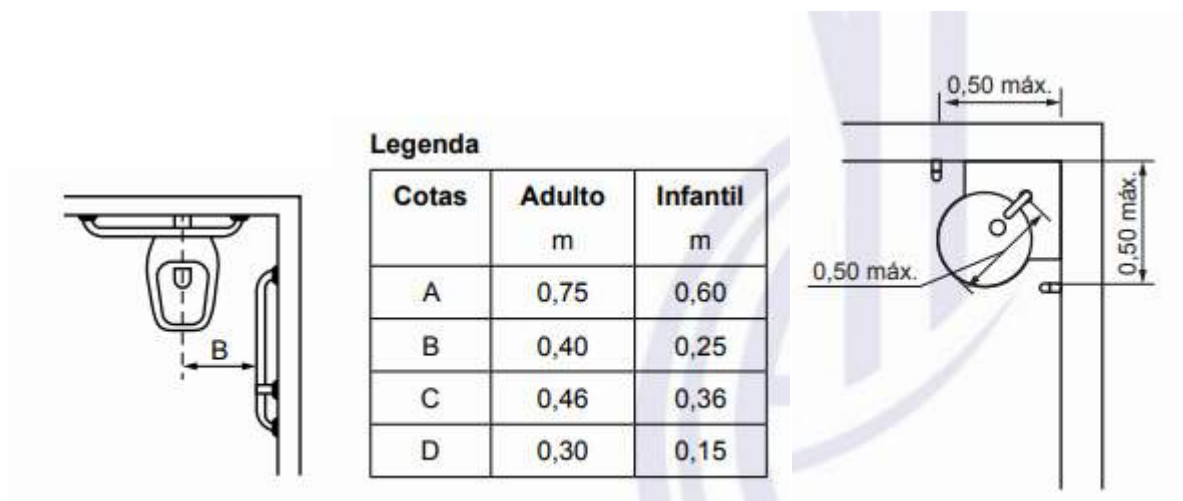 B
Legenda
Cotas Adulto Infantil
m m
A 0,75 0,60
B 0,40 0,25
C 0,46 0,36
D 0,30 0,15
0,50 máx.
0,50 máx.
0,50 máx.